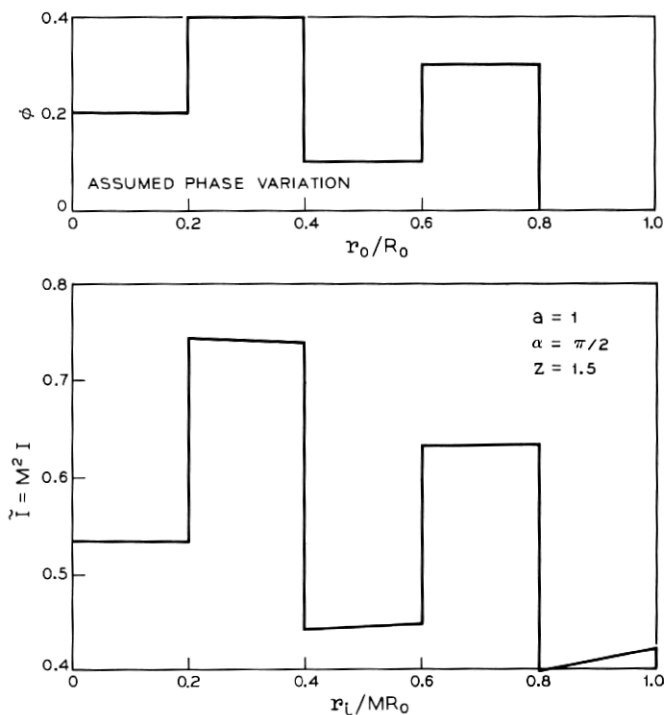 0.4
φ 0.2
ASSUMED PHASE VARIATION
0
0 0.2 0.4 0.6 0.8 1.0
r₀/R₀
0.8
a = 1
α = π/2
Z = 1.5
0.7
0.6
Ĩ = M² I
0.5
0.4
0 0.2 0.4 0.6 0.8 1.0
r_i/MR₀